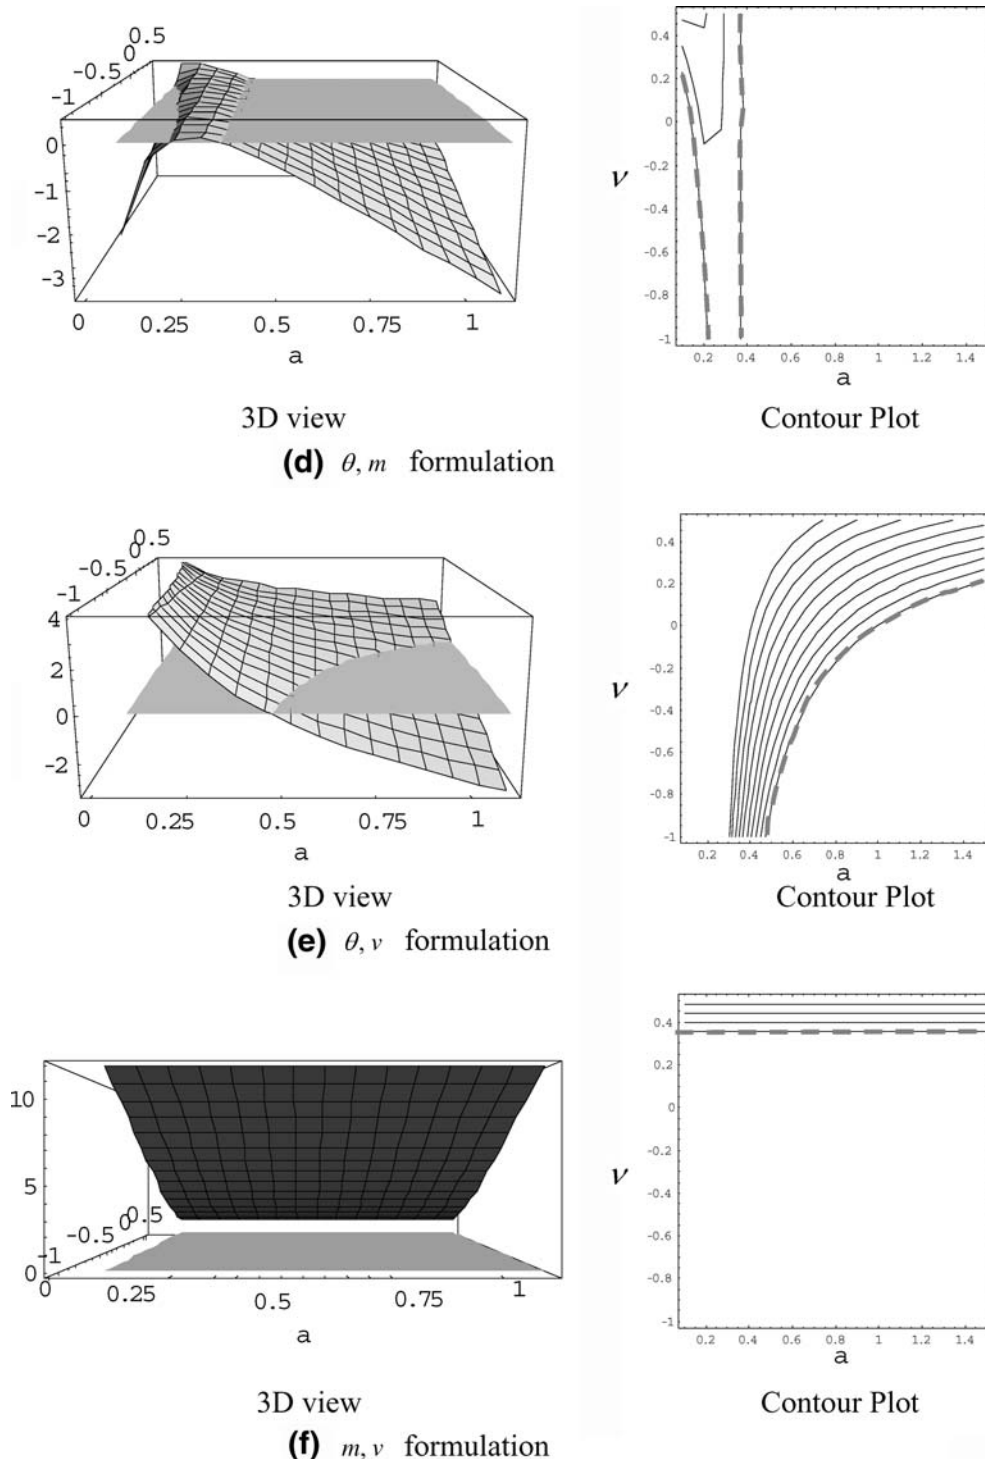 0.5
0
-0.5
-1
0
-1
-2
-3
0 0.25 0.5 0.75 1
a
0.4
0.2
0
-0.2
-0.4
-0.6
-0.8
-1
ν
0.2 0.4 0.6 0.8 1 1.2 1.4
a
3D view
Contour Plot
(d) θ, m formulation
0.5
0
-0.5
-1
4
2
0
-2
0 0.25 0.5 0.75 1
a
0.4
0.2
0
-0.2
-0.4
-0.6
-0.8
-1
ν
0.2 0.4 0.6 0.8 1 1.2 1.4
a
3D view
Contour Plot
(e) θ, v formulation
10
5
0
0.5
0
-0.5
-1
0 0.25 0.5 0.75 1
a
0.4
0.2
0
-0.2
-0.4
-0.6
-0.8
-1
ν
0.2 0.4 0.6 0.8 1 1.2 1.4
a
3D view
Contour Plot
(f) m, v formulation